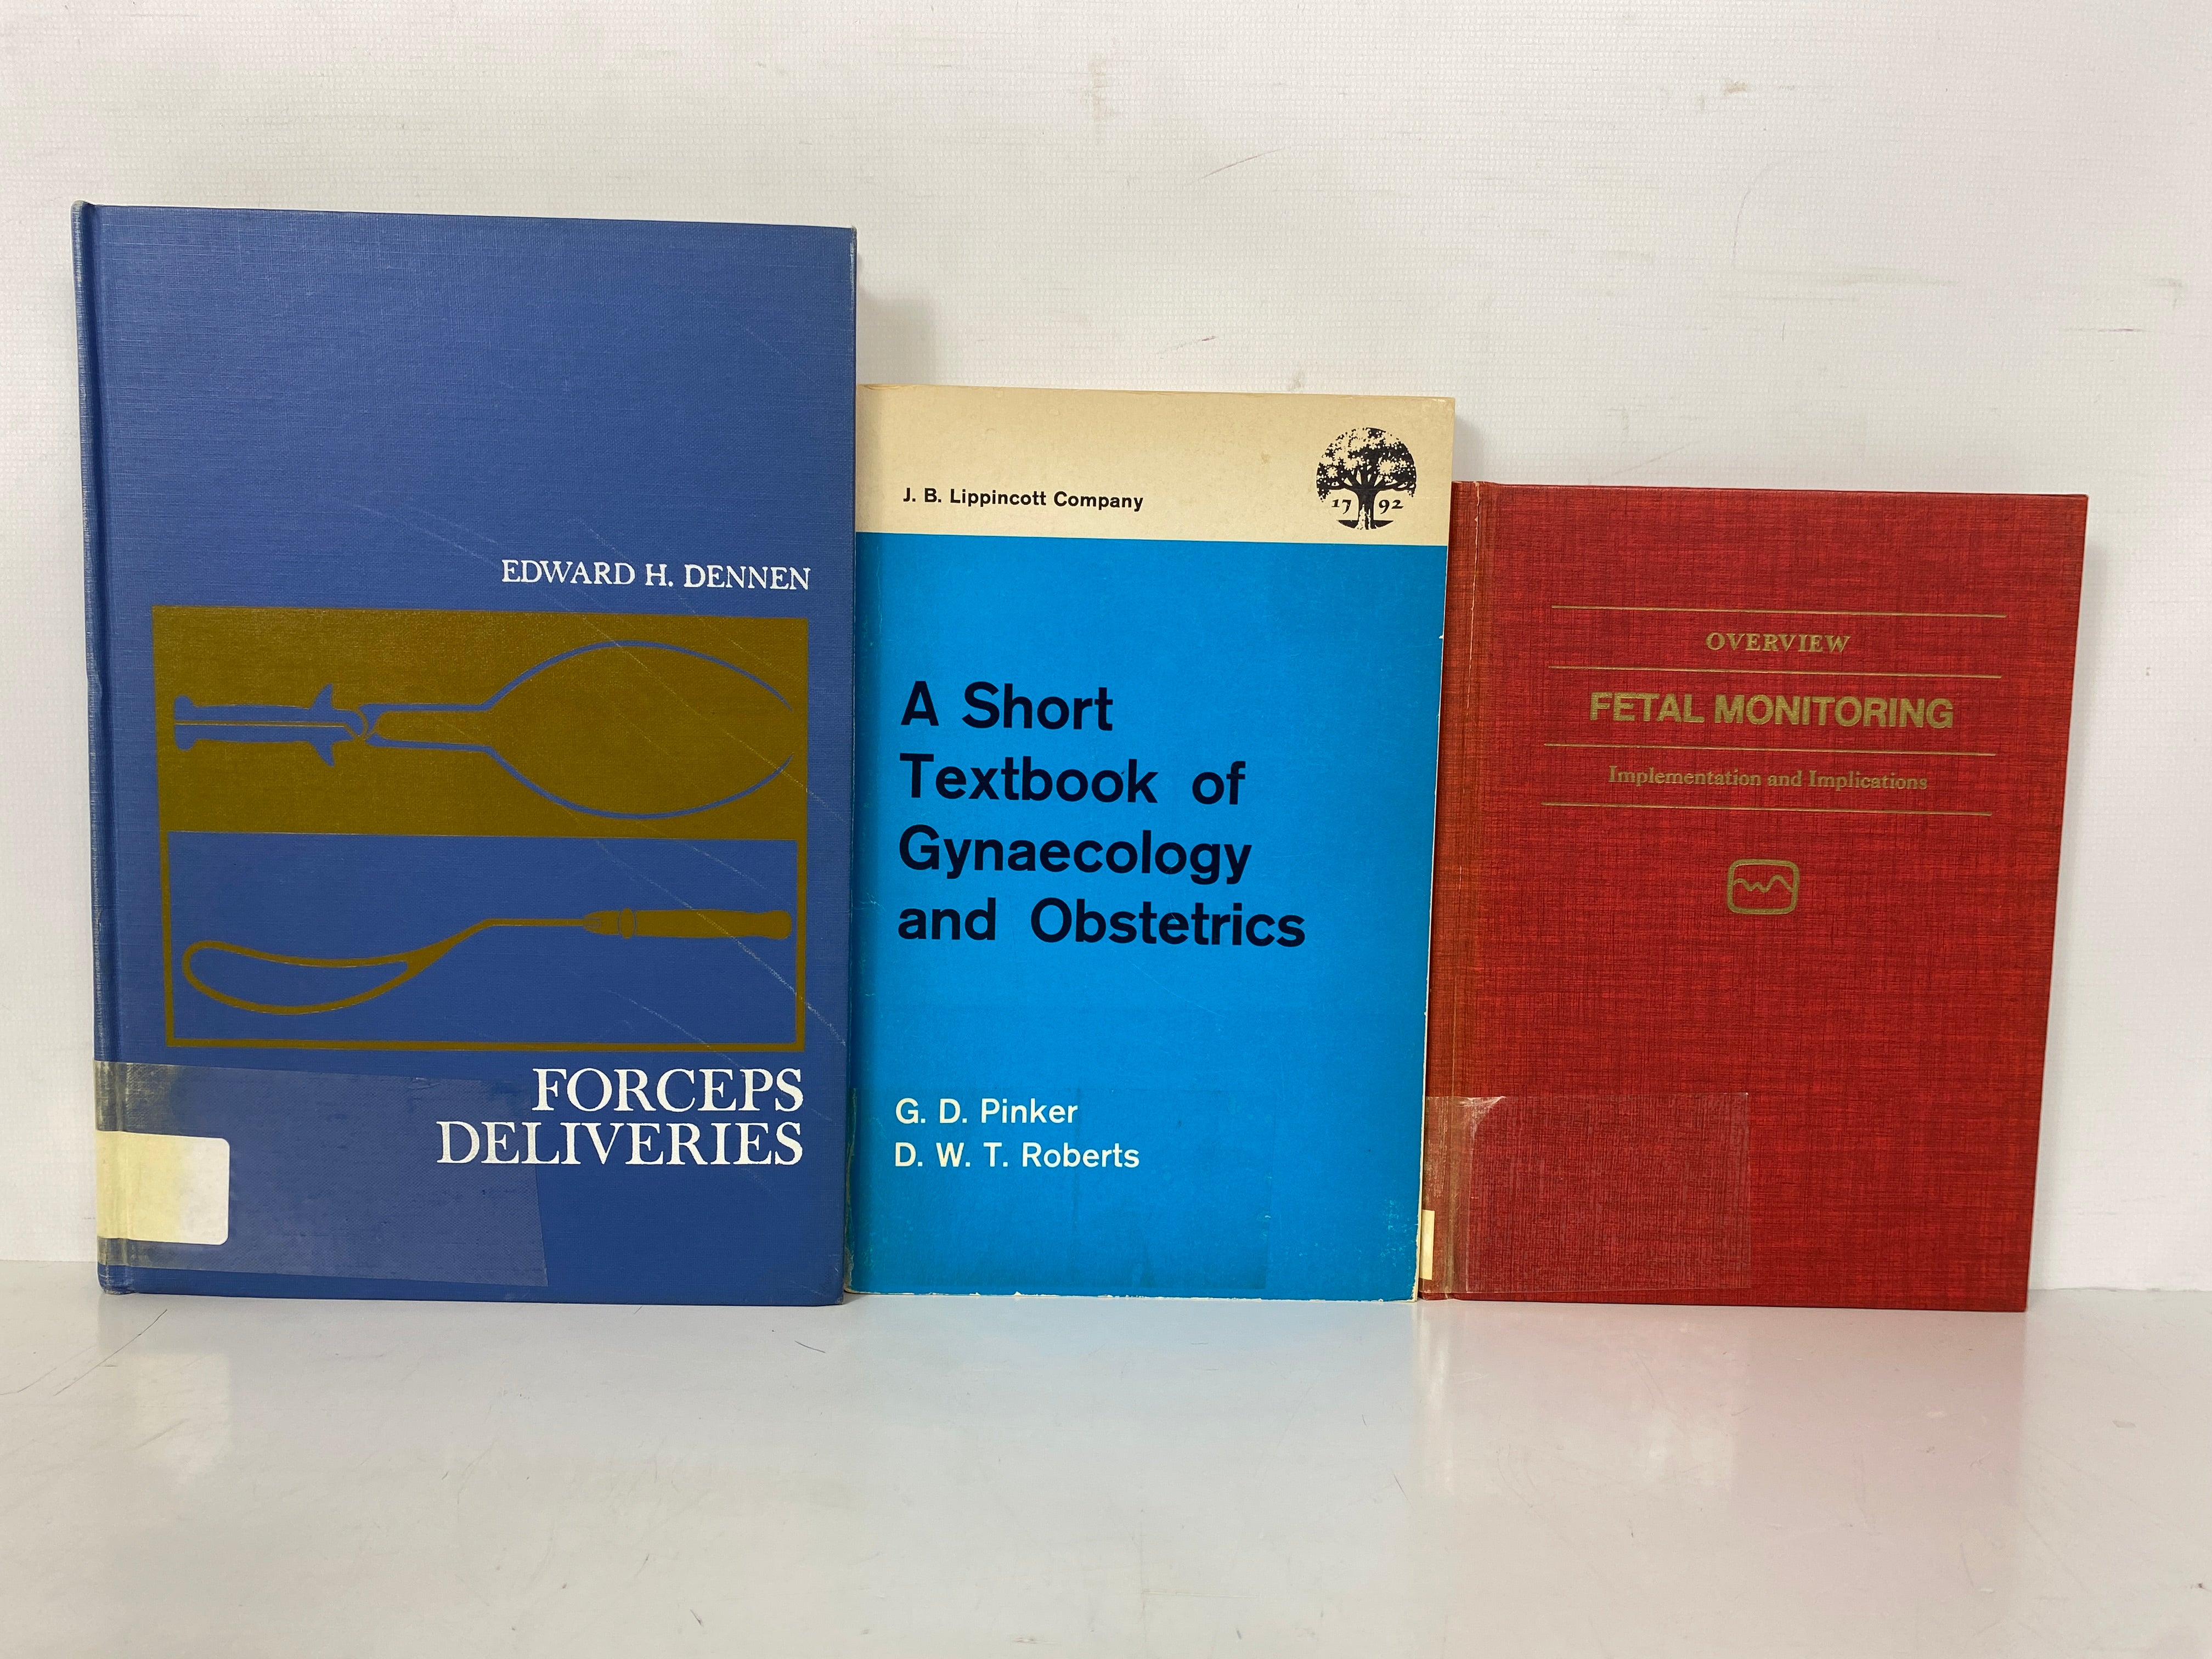 EDWARD H. DENNEN
FORCEPS
DELIVERIES
J. B. Lippincott Company
17 92
A Short
Textbook of
Gynaecology
and Obstetrics
G. D. Pinker
D. W. T. Roberts
OVERVIEW
FETAL MONITORING
Implementation and Implications